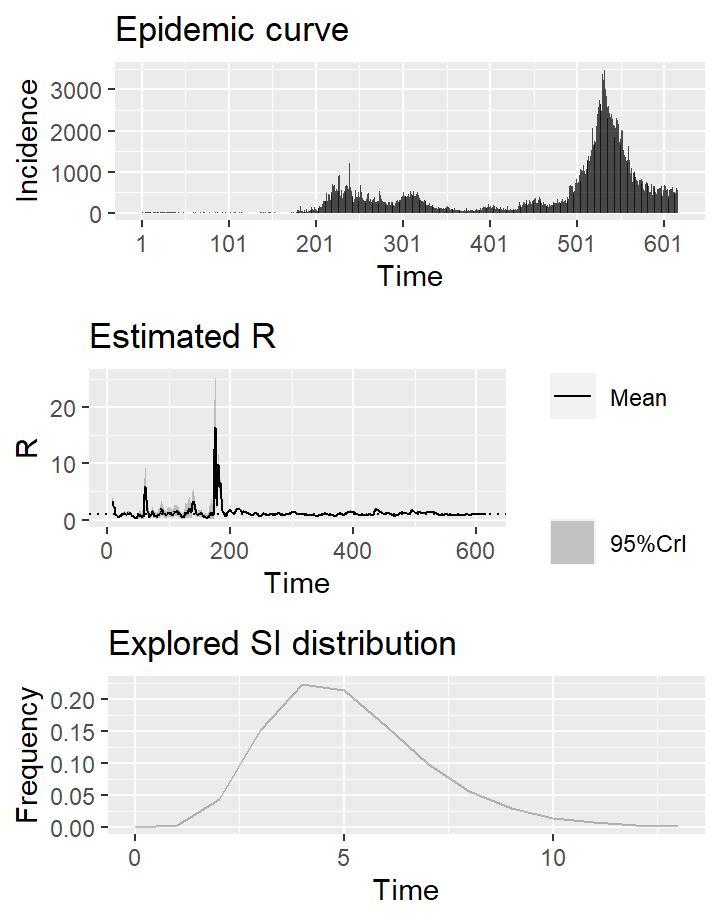 Epidemic curve
Incidence
3000
2000
1000
0
1 101 201 301 401 501 601
Time
Estimated R
R
20
10
0
0 200 400 600
Time
Mean
95%CrI
Explored SI distribution
Frequency
0.20
0.15
0.10
0.05
0.00
0 5 10
Time